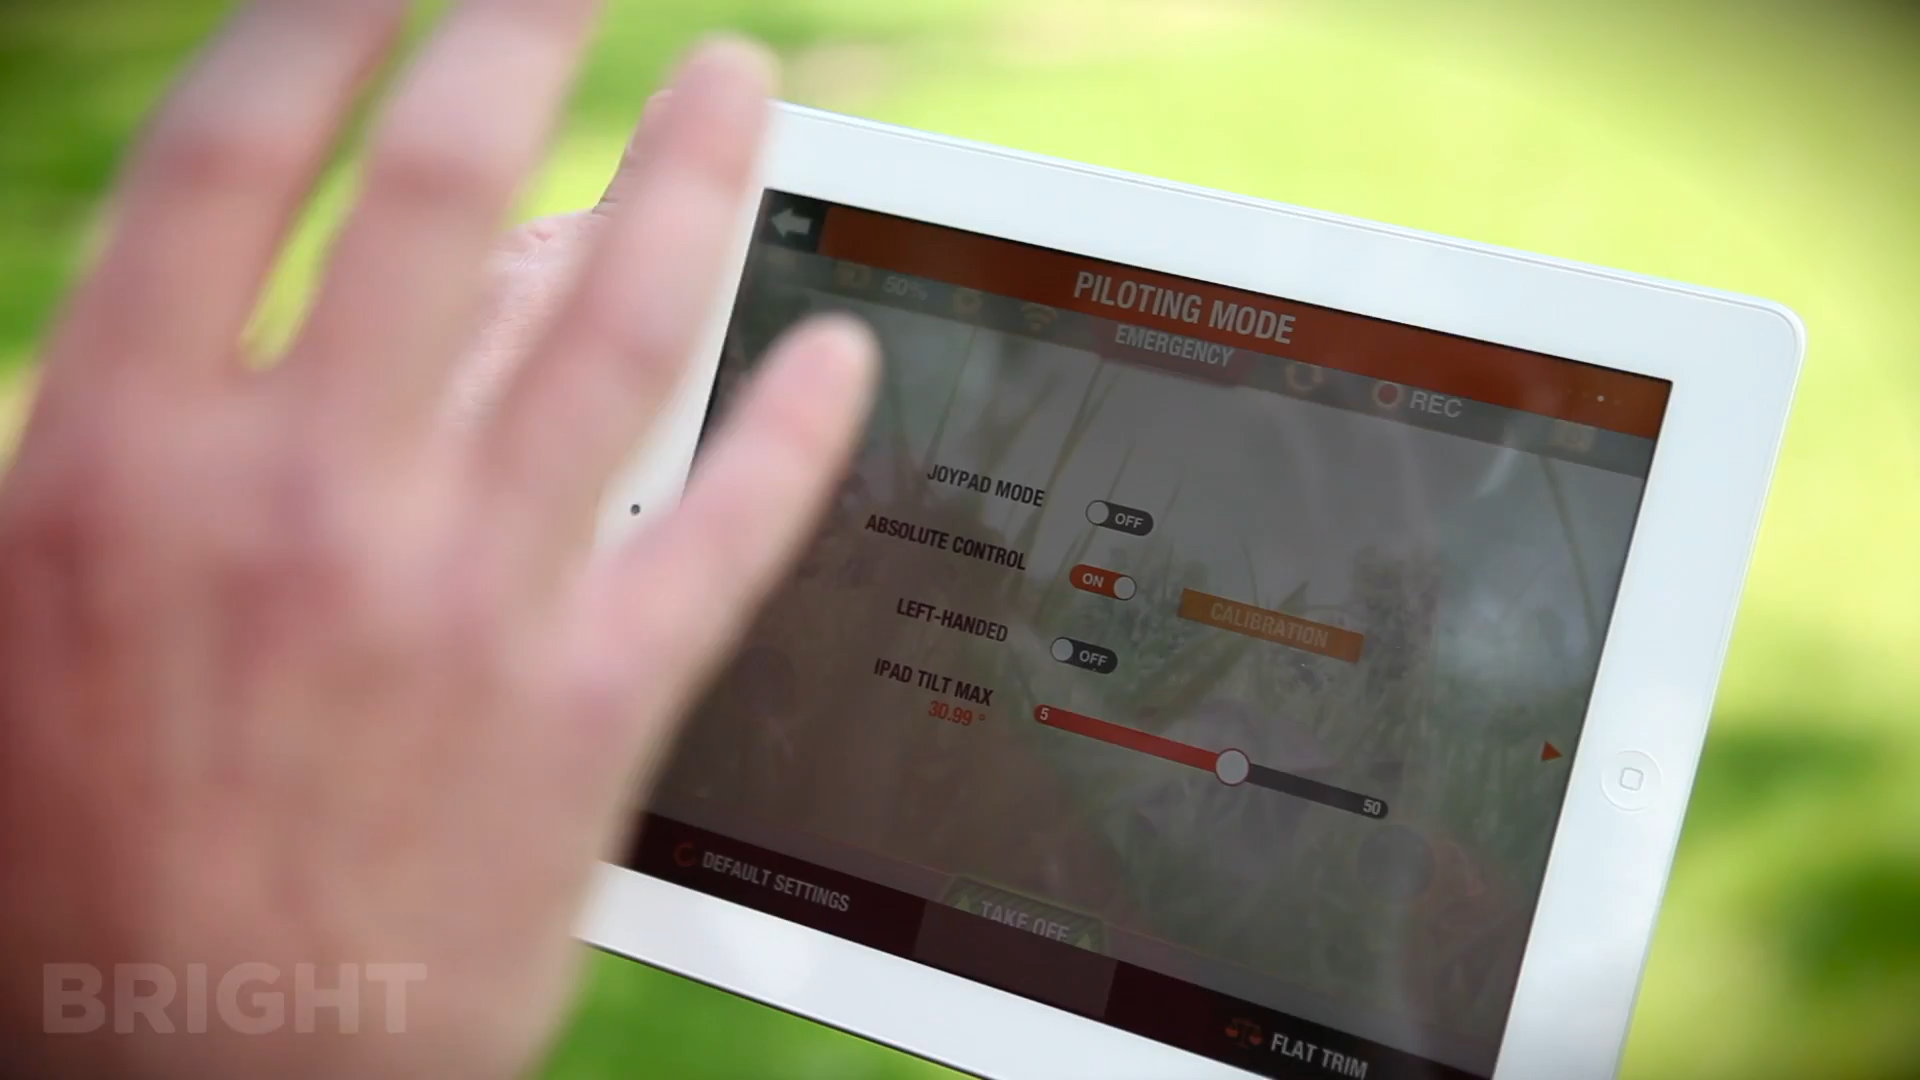 PILOTING MODE
50%
EMERGENCY
REC
JOYPAD MODE
OFF
ABSOLUTE CONTROL
ON
CALIBRATION
LEFT-HANDED
OFF
IPAD TILT MAX
30.99 °
5
50
DEFAULT SETTINGS
TAKE OFF
FLAT TRIM
BRIGHT